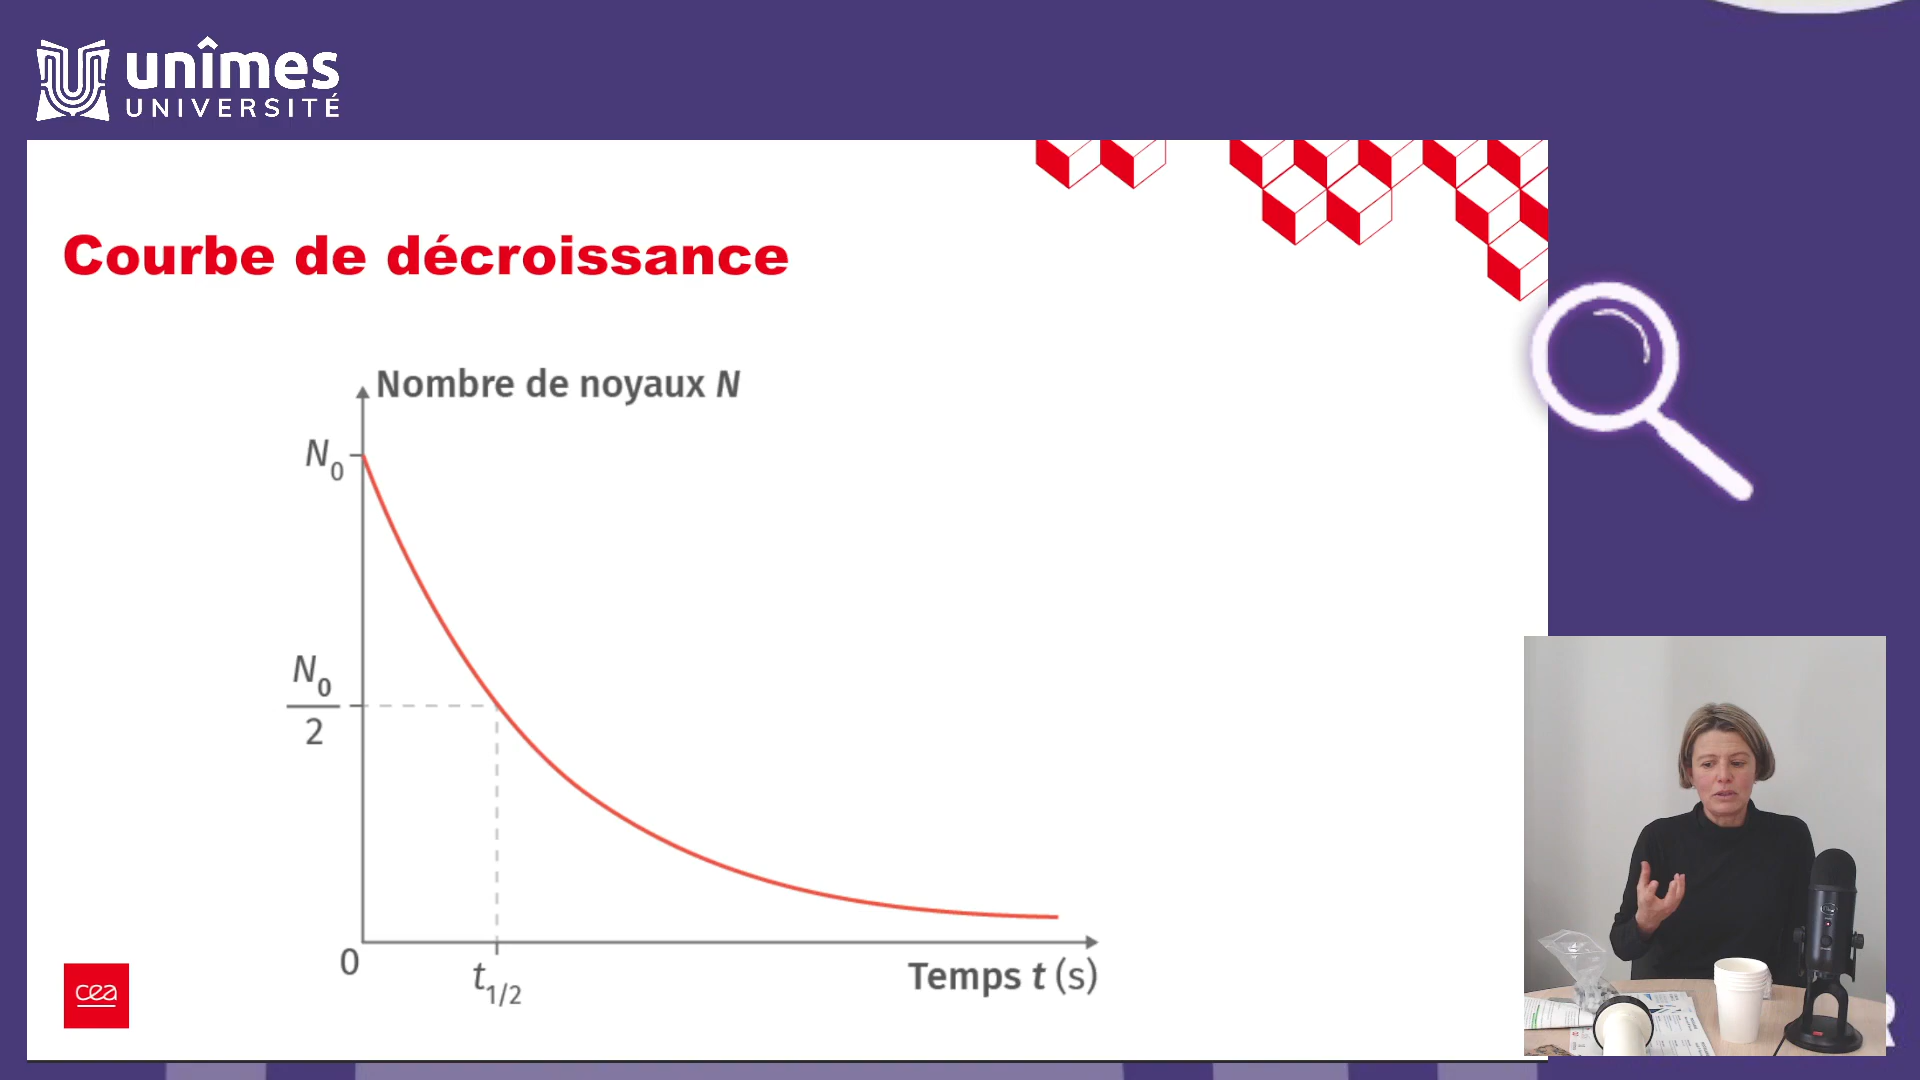 unîmes
UNIVERSITÉ
Courbe de décroissance
Nombre de noyaux N
N0
N0
2
0
t1/2
Temps t (s)
cea
R